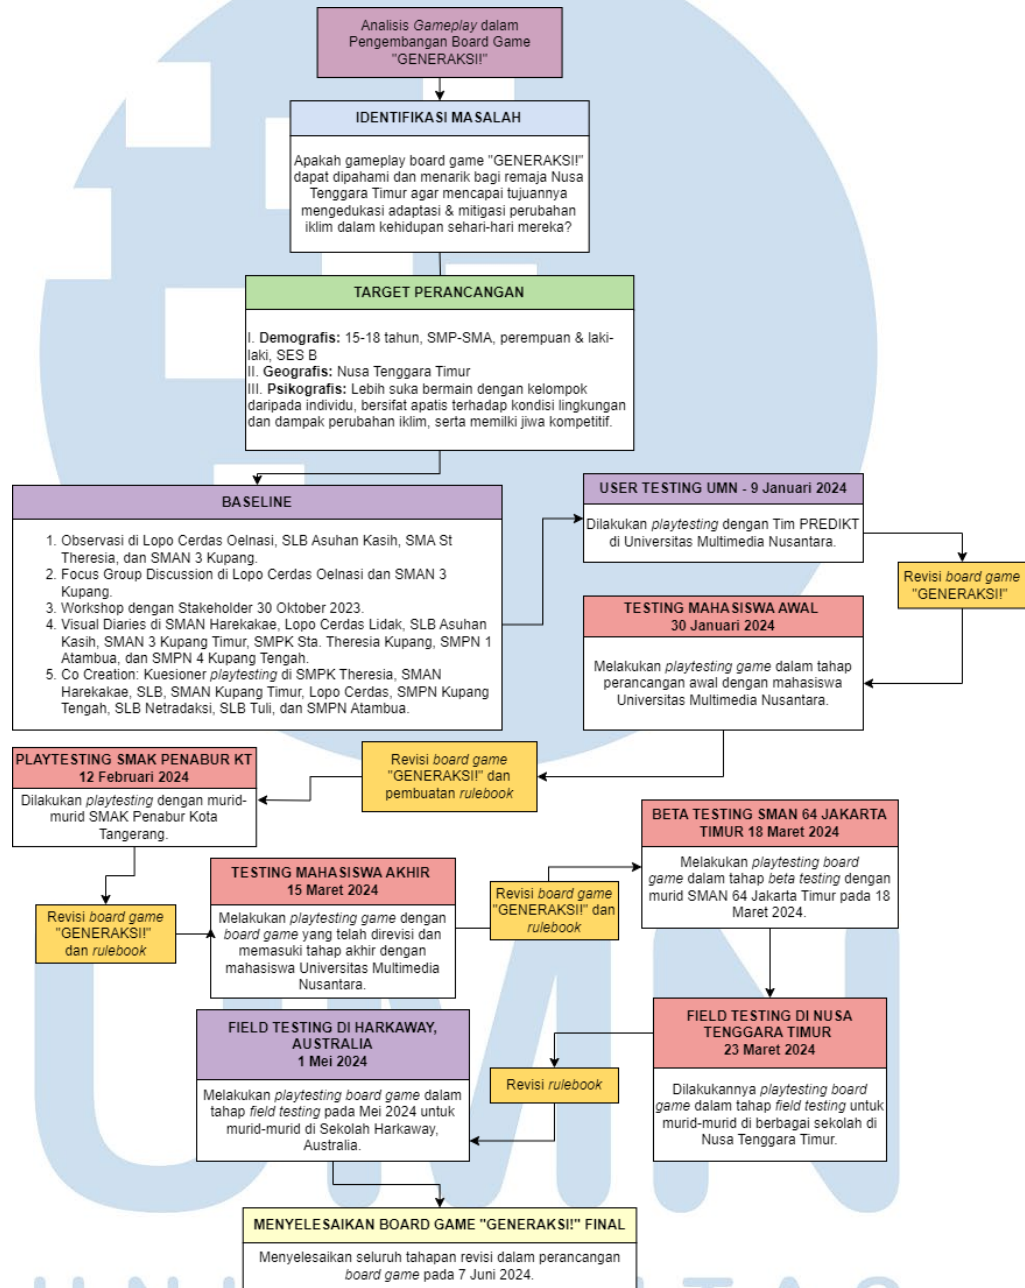 Analisis Gameplay dalam
Pengembangan Board Game
"GENERAKSI!"
IDENTIFIKASI MASALAH
Apakah gameplay board game "GENERAKSI!"
dapat dipahami dan menarik bagi remaja Nusa
Tenggara Timur agar mencapai tujuannya
mengedukasi adaptasi & mitigasi perubahan
iklim dalam kehidupan sehari-hari mereka?
TARGET PERANCANGAN
I. Demografis: 15-18 tahun, SMP-SMA, perempuan & laki-
laki, SES B
II. Geografis: Nusa Tenggara Timur
III. Psikografis: Lebih suka bermain dengan kelompok
daripada individu, bersifat apatis terhadap kondisi lingkungan
dan dampak perubahan iklim, serta memilki jiwa kompetitif.
BASELINE
1. Observasi di Lopo Cerdas Oelnasi, SLB Asuhan Kasih, SMA St
Theresia, dan SMAN 3 Kupang.
2. Focus Group Discussion di Lopo Cerdas Oelnasi dan SMAN 3
Kupang.
3. Workshop dengan Stakeholder 30 Oktober 2023.
4. Visual Diaries di SMAN Harekakae, Lopo Cerdas Lidak, SLB Asuhan
Kasih, SMAN 3 Kupang Timur, SMPK Sta. Theresia Kupang, SMPN 1
Atambua, dan SMPN 4 Kupang Tengah.
5. Co Creation: Kuesioner playtesting di SMPK Theresia, SMAN
Harekakae, SLB, SMAN Kupang Timur, Lopo Cerdas, SMPN Kupang
Tengah, SLB Netradaksi, SLB Tuli, dan SMPN Atambua.
USER TESTING UMN - 9 Januari 2024
Dilakukan playtesting dengan Tim PREDIKT
di Universitas Multimedia Nusantara.
Revisi board game
"GENERAKSI!"
TESTING MAHASISWA AWAL
30 Januari 2024
Melakukan playtesting game dalam tahap
perancangan awal dengan mahasiswa
Universitas Multimedia Nusantara.
Revisi board game
"GENERAKSI!" dan
pembuatan rulebook
PLAYTESTING SMAK PENABUR KT
12 Februari 2024
Dilakukan playtesting dengan murid-
murid SMAK Penabur Kota
Tangerang.
Revisi board game
"GENERAKSI!"
dan rulebook
TESTING MAHASISWA AKHIR
15 Maret 2024
Melakukan playtesting game dengan
board game yang telah direvisi dan
memasuki tahap akhir dengan
mahasiswa Universitas Multimedia
Nusantara.
Revisi board game
"GENERAKSI!" dan
rulebook
BETA TESTING SMAN 64 JAKARTA
TIMUR 18 Maret 2024
Melakukan playtesting board
game dalam tahap beta testing dengan
murid SMAN 64 Jakarta Timur pada 18
Maret 2024.
FIELD TESTING DI NUSA
TENGGARA TIMUR
23 Maret 2024
Dilakukannya playtesting board
game dalam tahap field testing untuk
murid-murid di berbagai sekolah di
Nusa Tenggara Timur.
Revisi rulebook
FIELD TESTING DI HARKAWAY,
AUSTRALIA
1 Mei 2024
Melakukan playtesting board game dalam
tahap field testing pada Mei 2024 untuk
murid-murid di Sekolah Harkaway,
Australia.
MENYELESAIKAN BOARD GAME "GENERAKSI!" FINAL
Menyelesaikan seluruh tahapan revisi dalam perancangan
board game pada 7 Juni 2024.
UMN